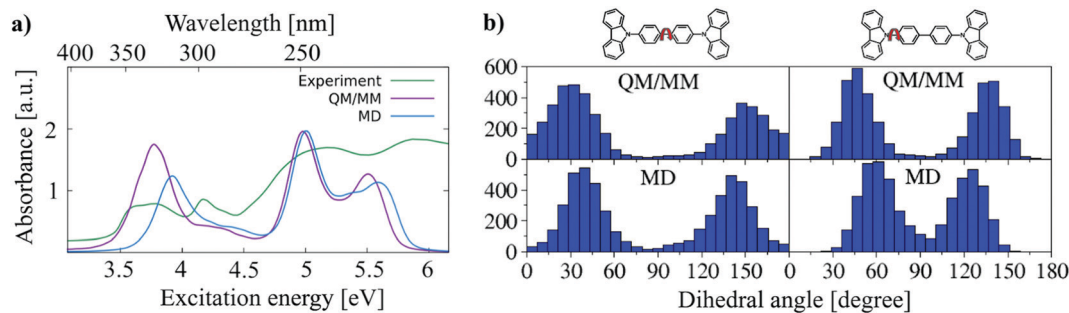 a)
Wavelength [nm]
400 350 300 250
Experiment
QM/MM
MD
Absorbance [a.u.]
2
1
3.5 4 4.5 5 5.5 6
Excitation energy [eV]
b)
N N N N
600 QM/MM QM/MM
400
200
0
MD MD
400
200
0
0 30 60 90 120 150 0 30 60 90 120 150 180
Dihedral angle [degree]